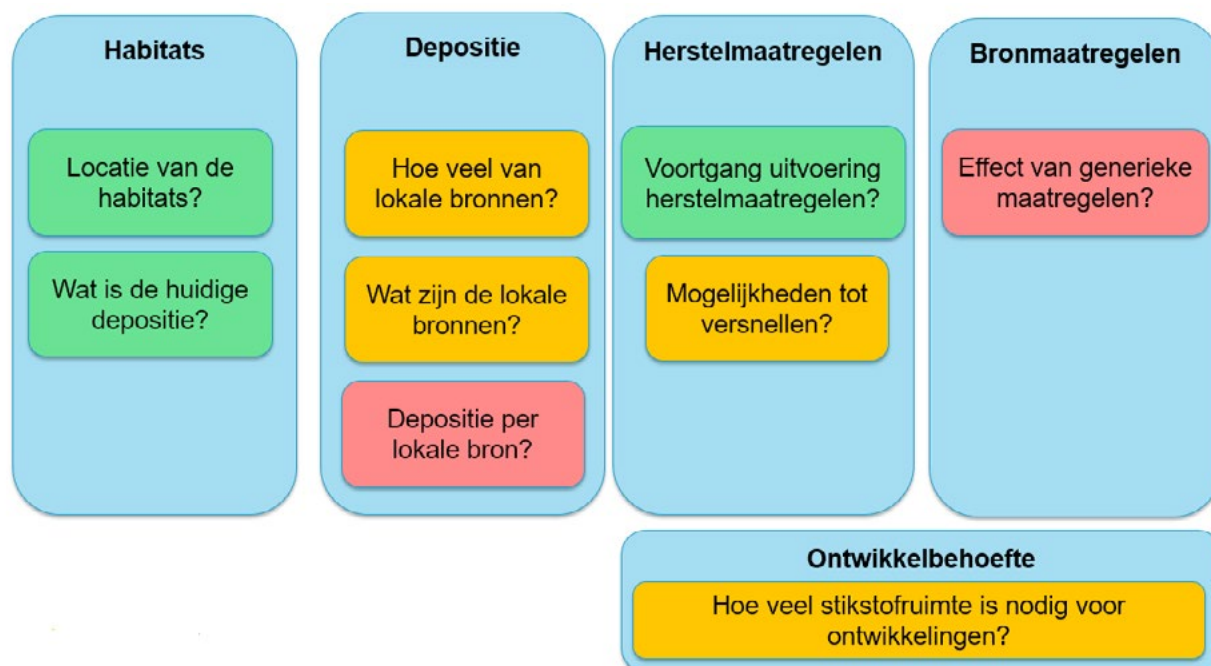 Habitats
Locatie van de
habitats?
Wat is de huidige
depositie?
Depositie
Hoe veel van
lokale bronnen?
Wat zijn de lokale
bronnen?
Depositie per
lokale bron?
Herstelmaatregelen
Voortgang uitvoering
herstelmaatregelen?
Mogelijkheden tot
versnellen?
Bronmaatregelen
Effect van generieke
maatregelen?
Ontwikkelbehoefte
Hoe veel stikstofruimte is nodig voor
ontwikkelingen?